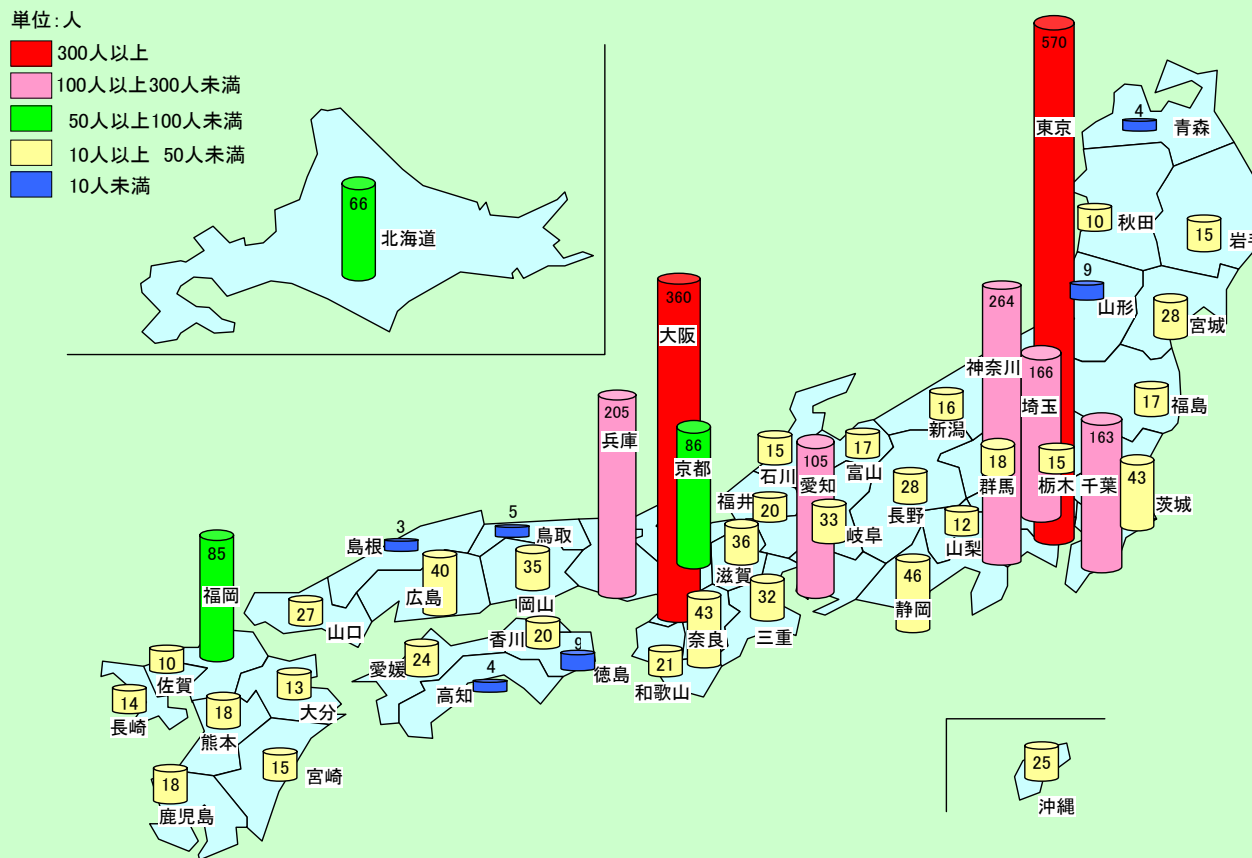 単位：人
300人以上
100人以上300人未満
50人以上100人未満
10人以上 50人未満
10人未満
66
北海道
570
東京
4
青森
10
秋田
15
岩手
9
山形
28
宮城
17
福島
264
神奈川
166
埼玉
163
千葉
43
茨城
15
栃木
18
群馬
16
新潟
17
富山
15
石川
20
福井
28
長野
12
山梨
33
岐阜
105
愛知
46
静岡
32
三重
36
滋賀
86
京都
360
大阪
205
兵庫
43
奈良
21
和歌山
5
鳥取
3
島根
35
岡山
40
広島
27
山口
20
香川
9
徳島
24
愛媛
4
高知
85
福岡
10
佐賀
14
長崎
13
大分
18
熊本
15
宮崎
18
鹿児島
25
沖縄